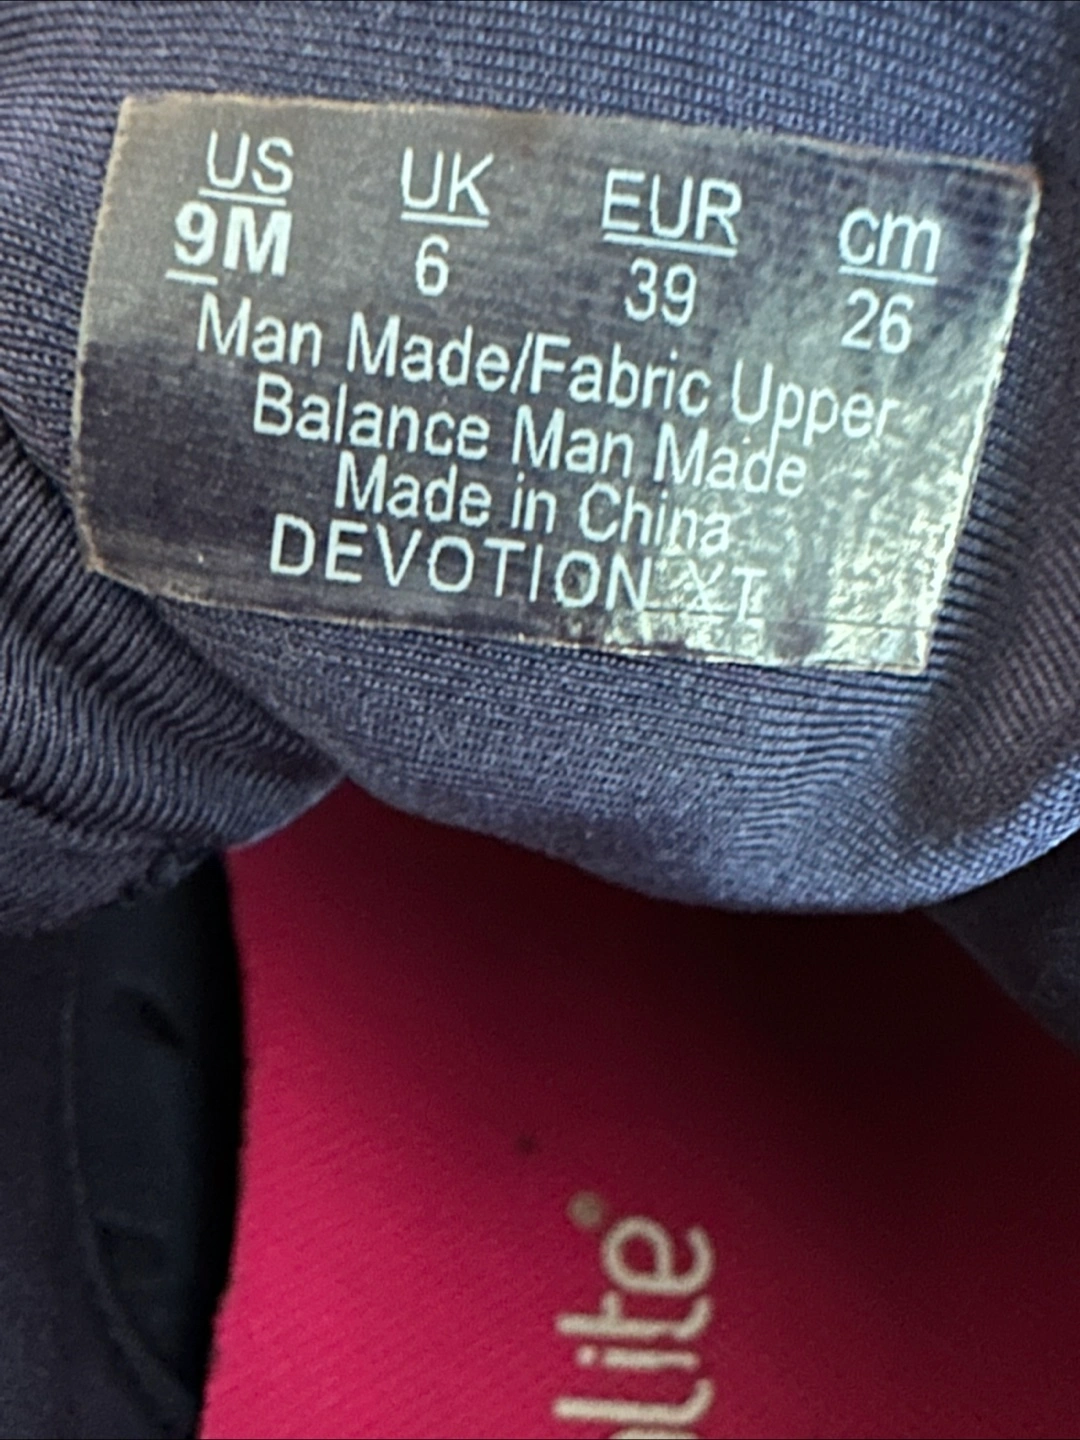 US UK EUR cm
9M 6 39 26
Man Made/Fabric Upper
Balance Man Made
Made in China
DEVOTION XT
olite®